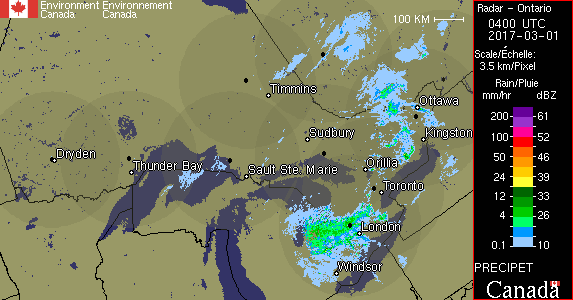 Environment Environnement
Canada Canada
100 KM
Radar - Ontario
0400 UTC
2017-03-01
Scale/Échelle:
3.5 km/Pixel
Rain/Pluie
mm/hr dBZ
200 61
100 52
50 46
24 39
12 33
4 26
0.1 10
Timmins
Ottawa
Sudbury
Kingston
Dryden
Thunder Bay
Sault Ste. Marie
Orillia
Toronto
London
Windsor
PRECIPET
Canada